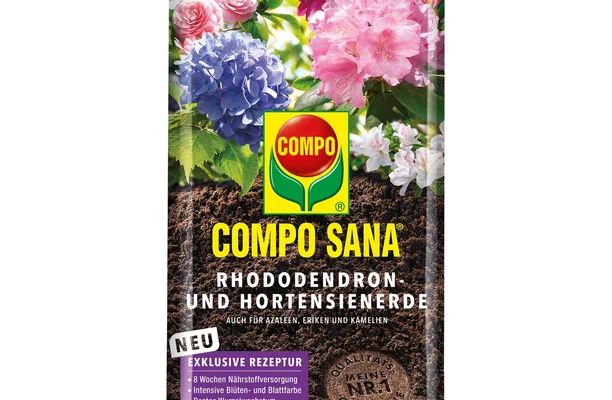 COMPO
®
COMPO SANA®
RHODODENDRON-
UND HORTENSIENERDE
AUCH FÜR AZALEEN, ERIKEN UND KAMELIEN
NEU
EXKLUSIVE REZEPTUR
• 8 Wochen Nährstoffversorgung
• Intensive Blüten- und Blattfarbe
QUALITÄTS
MEINE
NR.1